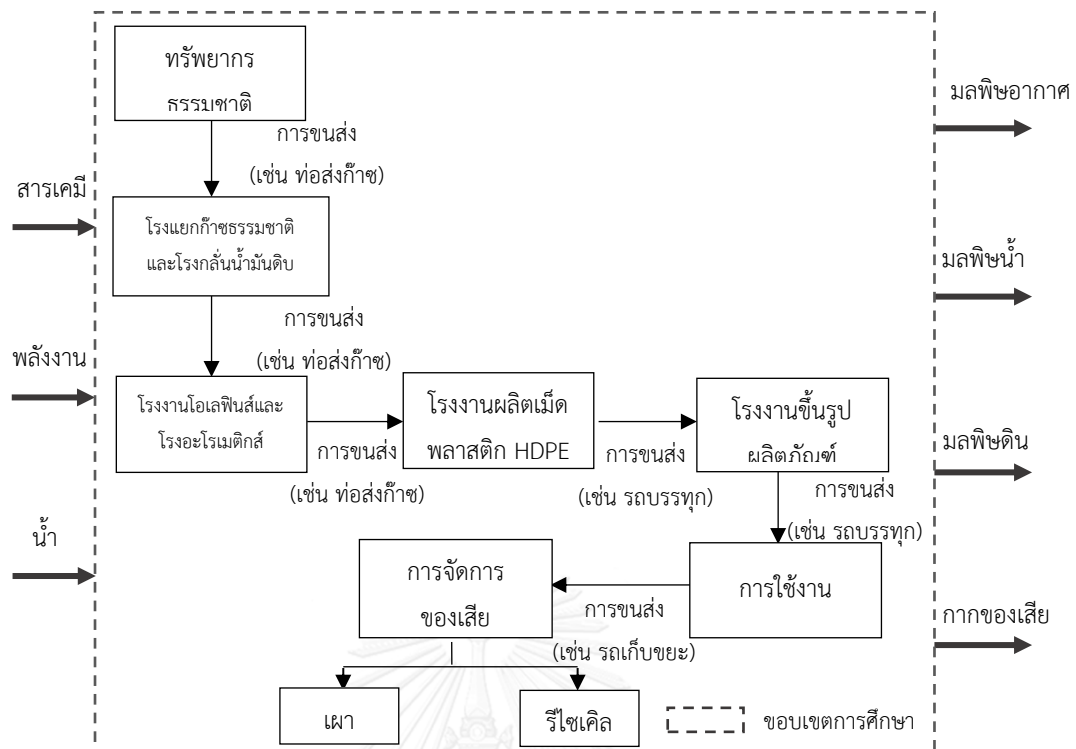 ทรัพยากร
ธรรมชาติ
การขนส่ง
(เช่น ท่อส่งก๊าซ)
มลพิษอากาศ
สารเคมี
โรงแยกก๊าซธรรมชาติ
และโรงกลั่นน้ำมันดิบ
มลพิษน้ำ
การขนส่ง
(เช่น ท่อส่งก๊าซ)
พลังงาน
โรงงานโอเลฟินส์และ
โรงอะโรเมติกส์
การขนส่ง
(เช่น ท่อส่งก๊าซ)
โรงงานผลิตเม็ด
พลาสติก HDPE
การขนส่ง
(เช่น รถบรรทุก)
โรงงานขึ้นรูป
ผลิตภัณฑ์
มลพิษดิน
การขนส่ง
(เช่น รถบรรทุก)
น้ำ
การจัดการ
ของเสีย
การขนส่ง
(เช่น รถเก็บขยะ)
การใช้งาน
กากของเสีย
เผา
รีไซเคิล
ขอบเขตการศึกษา